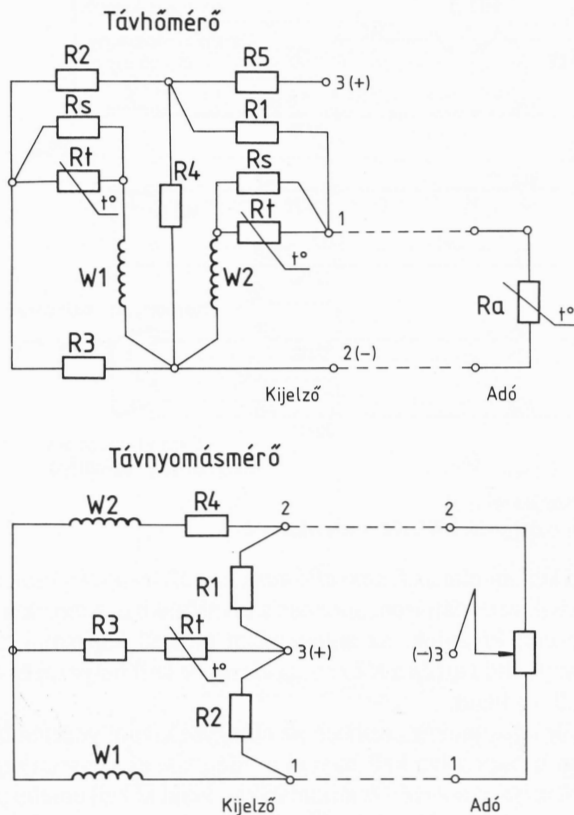 Távhőmérő
R2 R5
3(+)
Rs R1
Rt R4 Rs
t° Rt 1
W1 W2 t° Ra t°
R3 2(-)
Kijelző Adó
Távnyomásmérő
W2 R4 2 2
R1
R3 Rt 3(+) (-)3
t°
R2
W1 1 1
Kijelző Adó